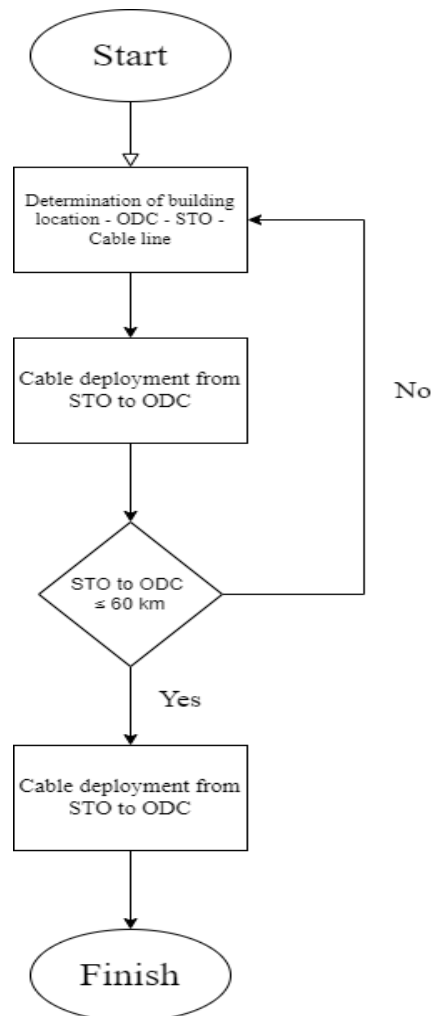 Start
Determination of building
location - ODC - STO -
Cable line
Cable deployment from
STO to ODC
No
STO to ODC
≤ 60 km
Yes
Cable deployment from
STO to ODC
Finish